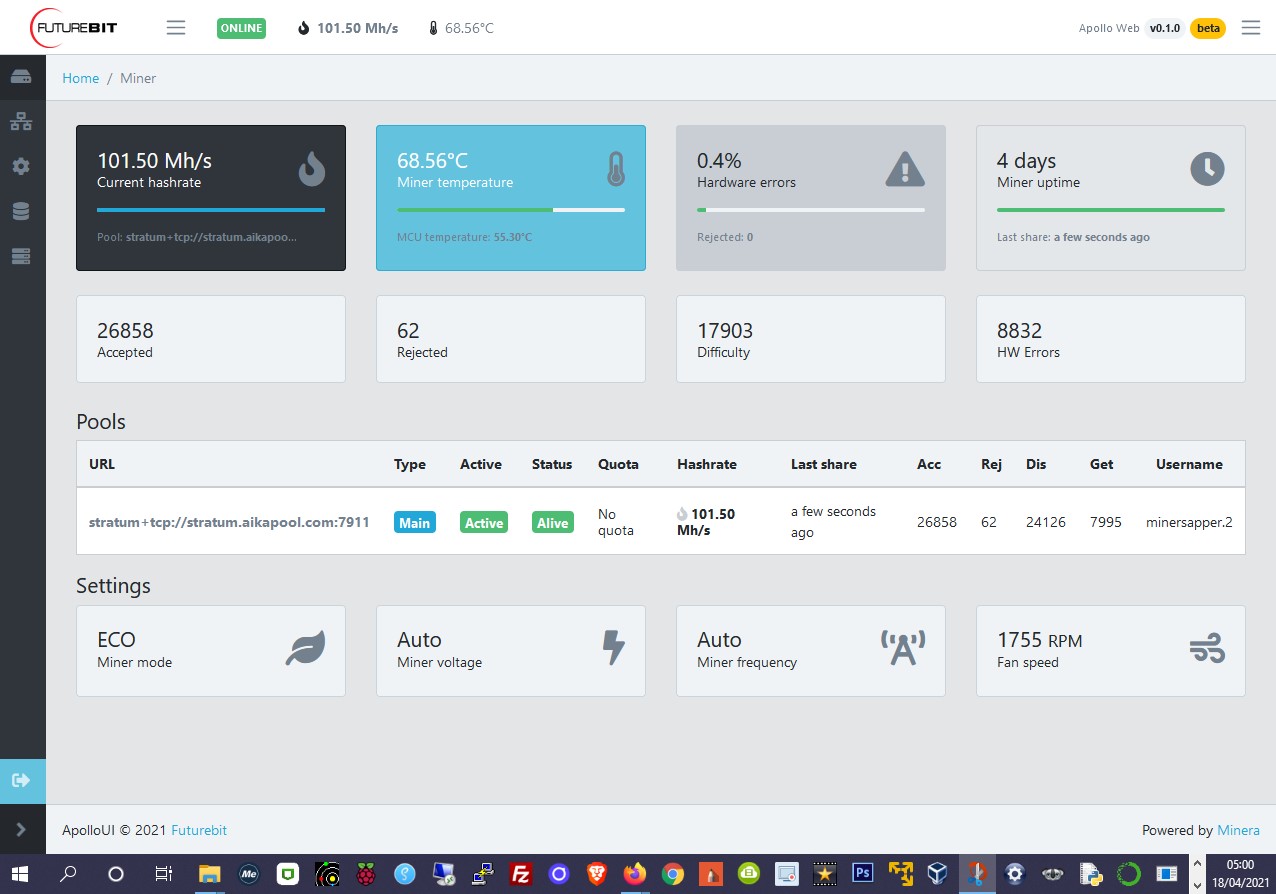 FUTUREBIT ONLINE 101.50 Mh/s 68.56°C Apollo Web v0.1.0 beta
Home / Miner
101.50 Mh/s
Current hashrate
Pool: stratum+tcp://stratum.aikapoo...
68.56°C
Miner temperature
MCU temperature: 55.30°C
0.4%
Hardware errors
Rejected: 0
4 days
Miner uptime
Last share: a few seconds ago
26858
Accepted
62
Rejected
17903
Difficulty
8832
HW Errors
Pools
URL Type Active Status Quota Hashrate Last share Acc Rej Dis Get Username
stratum+tcp://stratum.aikapool.com:7911 Main Active Alive No quota 101.50 Mh/s a few seconds ago 26858 62 24126 7995 minersapper.2
Settings
ECO
Miner mode
Auto
Miner voltage
Auto
Miner frequency
1755 RPM
Fan speed
ApolloUI © 2021 Futurebit
Powered by Minera
Me
Fz
Ps
05:00
18/04/2021